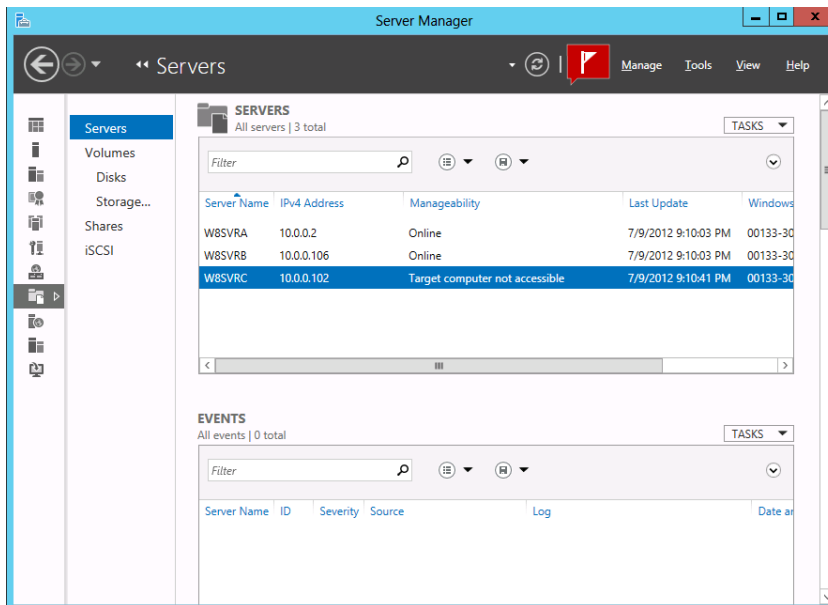 Server Manager
Servers
Manage Tools View Help
Servers
Volumes
Disks
Storage...
Shares
iSCSI
SERVERS
All servers | 3 total
TASKS
Filter
Server Name IPv4 Address Manageability Last Update Windows
W8SVRA 10.0.0.2 Online 7/9/2012 9:10:03 PM 00133-30
W8SVRB 10.0.0.106 Online 7/9/2012 9:10:03 PM 00133-30
W8SVRC 10.0.0.102 Target computer not accessible 7/9/2012 9:10:41 PM 00133-30
EVENTS
All events | 0 total
TASKS
Filter
Server Name ID Severity Source Log Date an